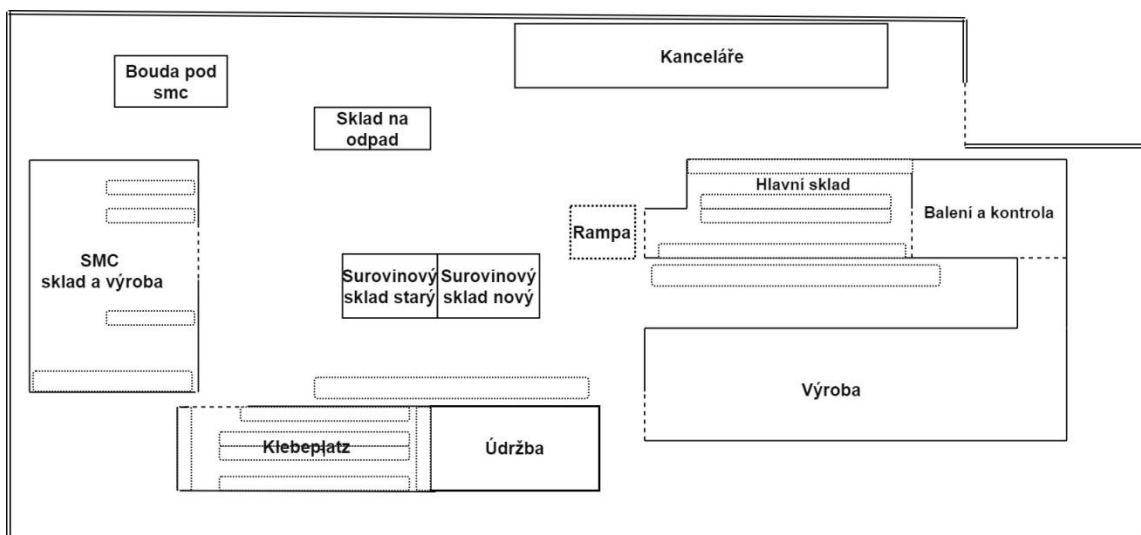 Kanceláře
Bouda pod
smc
Sklad na
odpad
Hlavní sklad
Balení a kontrola
Rampa
SMC
sklad a výroba
Surovinový
sklad starý
Surovinový
sklad nový
Výroba
Klebeplatz
Údržba